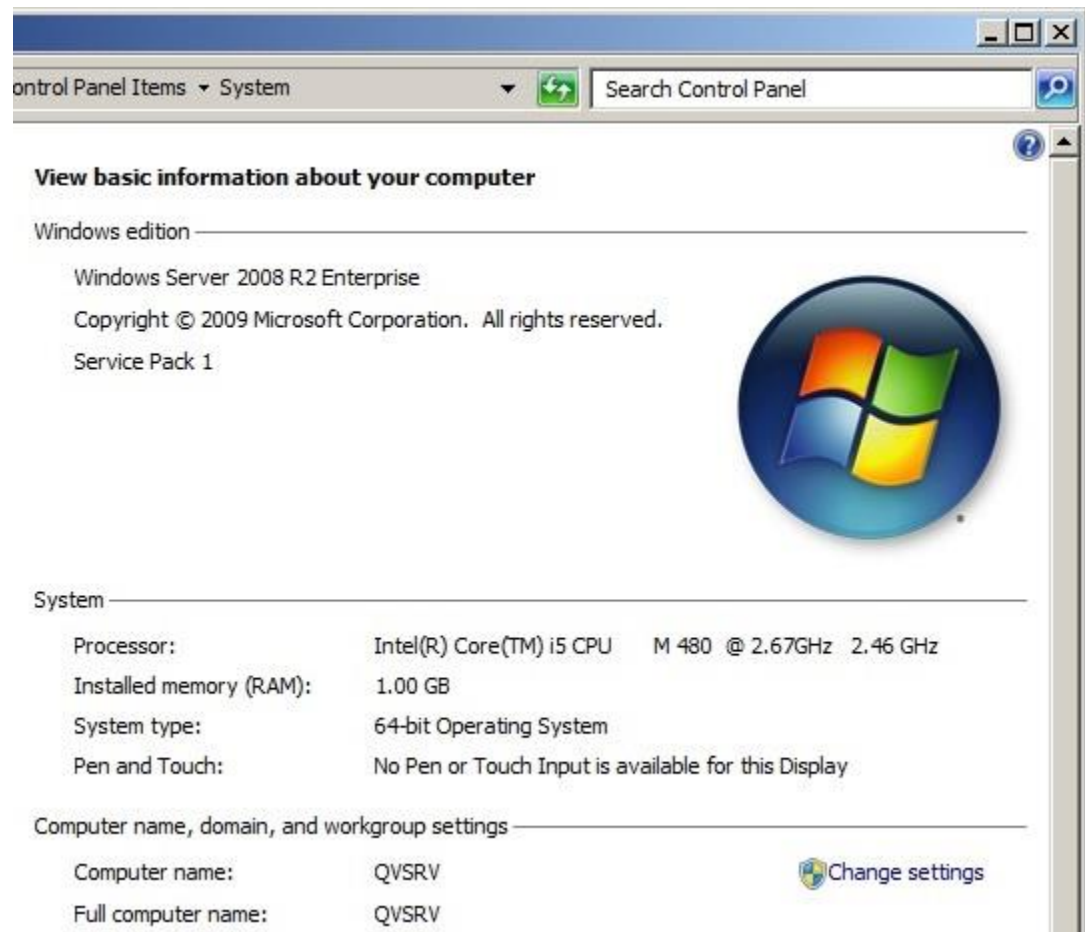 ontrol Panel Items System
Search Control Panel
View basic information about your computer
Windows edition
Windows Server 2008 R2 Enterprise
Copyright © 2009 Microsoft Corporation. All rights reserved.
Service Pack 1
System
Processor: Intel(R) Core(TM) i5 CPU M 480 @ 2.67GHz 2.46 GHz
Installed memory (RAM): 1.00 GB
System type: 64-bit Operating System
Pen and Touch: No Pen or Touch Input is available for this Display
Computer name, domain, and workgroup settings
Computer name: QVSRV Change settings
Full computer name: QVSRV